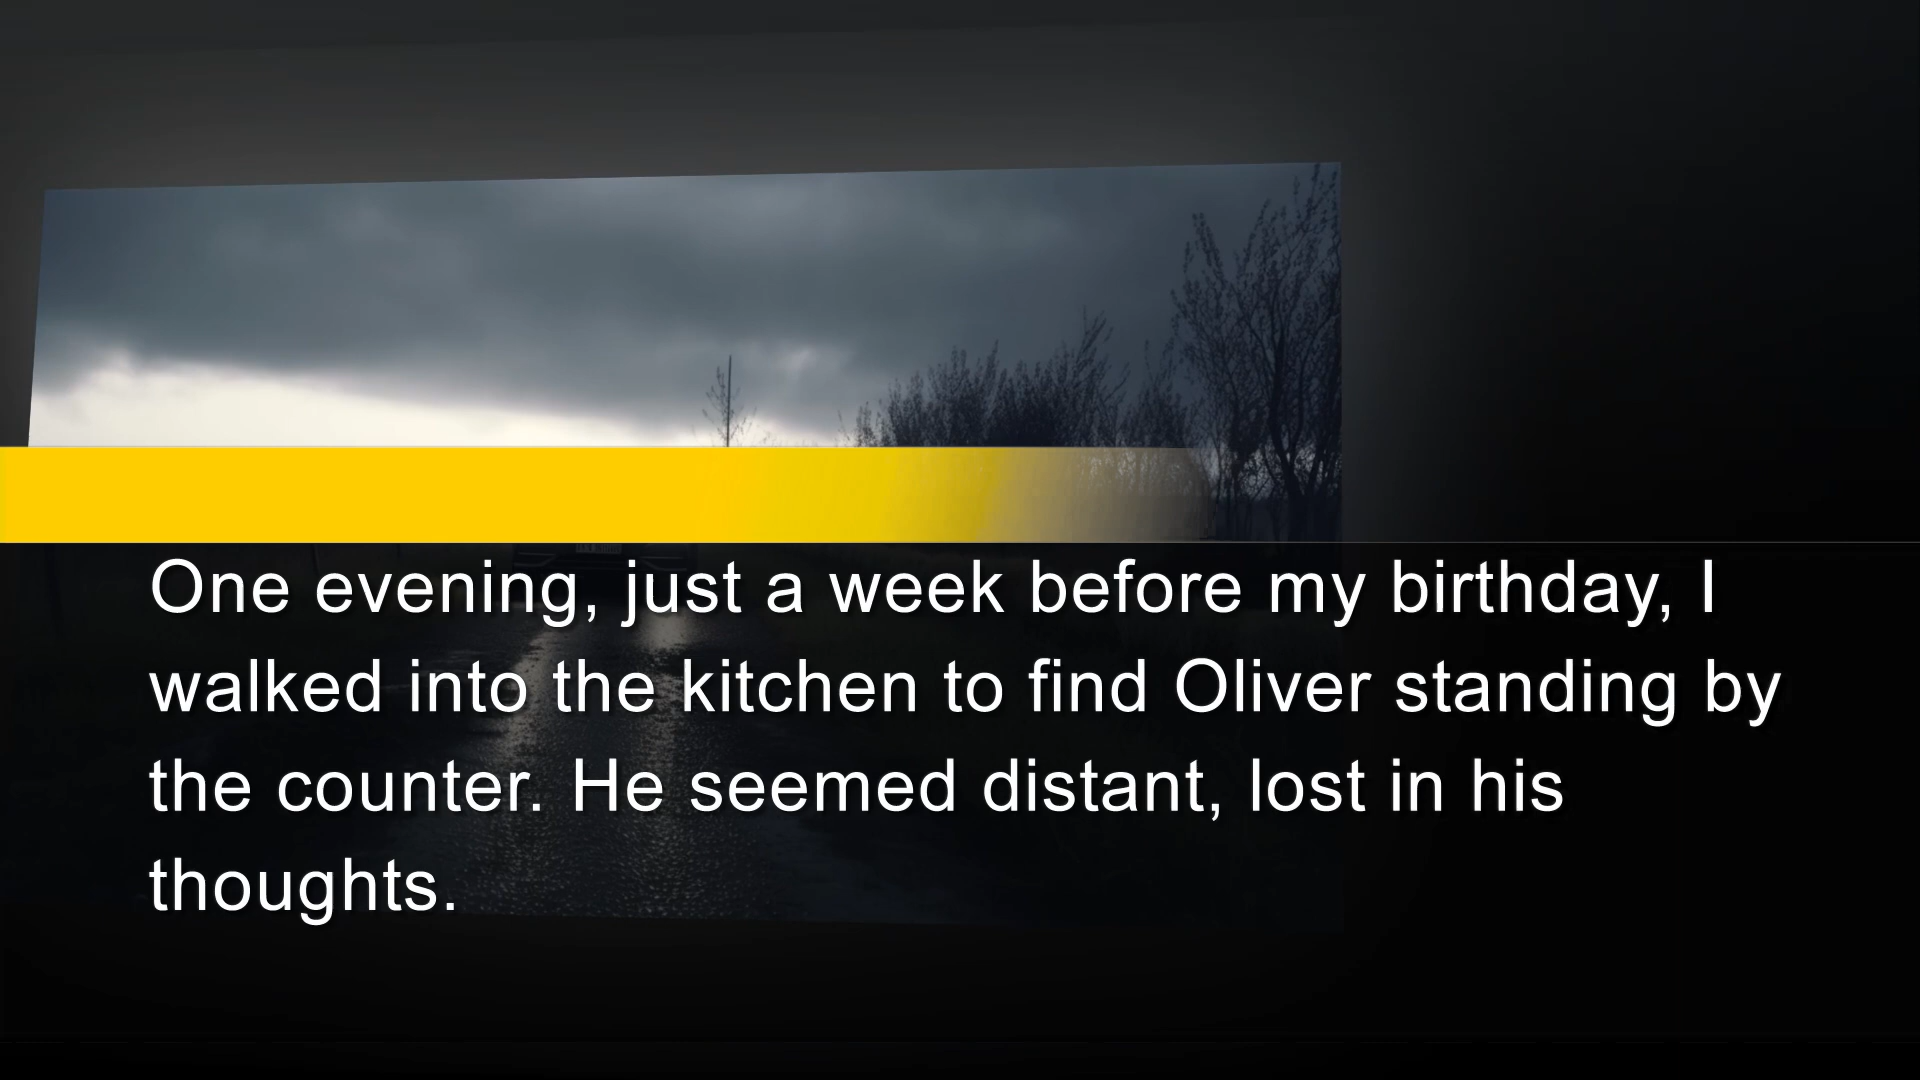 One evening, just a week before my birthday, I
walked into the kitchen to find Oliver standing by
the counter. He seemed distant, lost in his
thoughts.